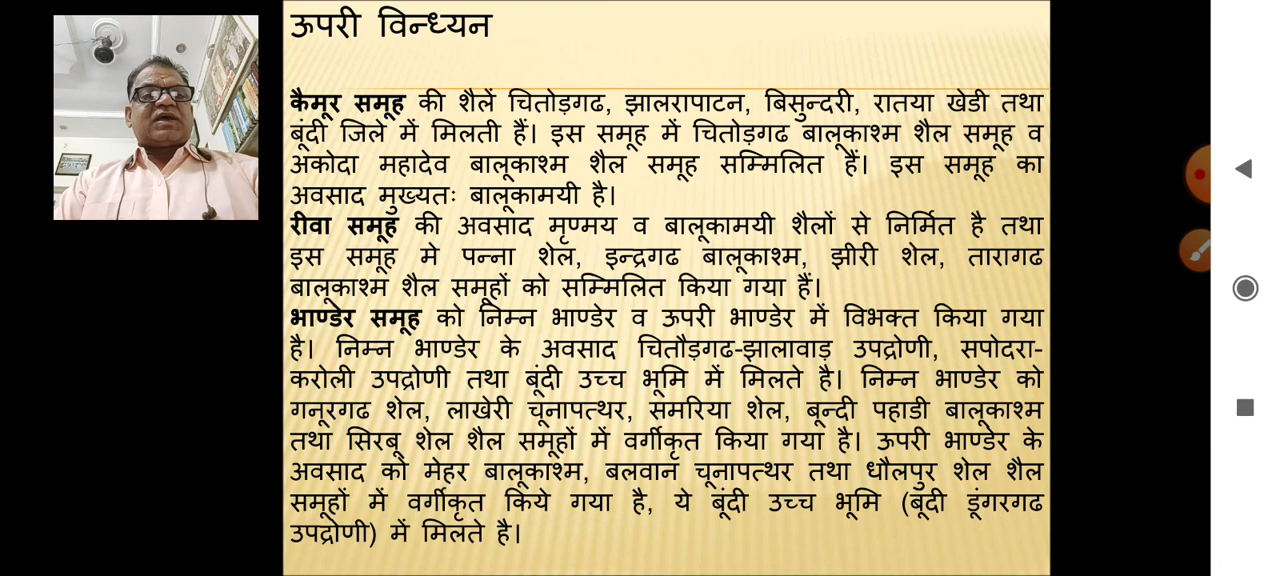 ऊपरी विन्ध्यन
कैमूर समूह की शैलें चितोड़गढ, झालरापाटन, बिसुन्दरी, रातया खेडी तथा
बूंदी जिले में मिलती हैं। इस समूह में चितोड़गढ बालूकाश्म शैल समूह व
अकोदा महादेव बालूकाश्म शैल समूह सम्मिलित हैं। इस समूह का
अवसाद मुख्यतः बालूकामयी है।
रीवा समूह की अवसाद मृण्मय व बालूकामयी शैलों से निर्मित है तथा
इस समूह मे पन्ना शेल, इन्द्रगढ बालूकाश्म, झीरी शेल, तारागढ
बालूकाश्म शैल समूहों को सम्मिलित किया गया हैं।
भाण्डेर समूह को निम्न भाण्डेर व ऊपरी भाण्डेर में विभक्त किया गया
है। निम्न भाण्डेर के अवसाद चितौड़गढ-झालावाड़ उपद्रोणी, सपोदरा-
करोली उपद्रोणी तथा बूंदी उच्च भूमि में मिलते है। निम्न भाण्डेर को
गनूरगढ शेल, लाखेरी चूनापत्थर, समरिया शेल, बून्दी पहाडी बालूकाश्म
तथा सिरबू शेल शैल समूहों में वर्गीकृत किया गया है। ऊपरी भाण्डेर के
अवसाद को मेहर बालूकाश्म, बलवान चूनापत्थर तथा धौलपुर शेल शैल
समूहों में वर्गीकृत किये गया है, ये बूंदी उच्च भूमि (बूंदी डूंगरगढ
उपद्रोणी) में मिलते है।